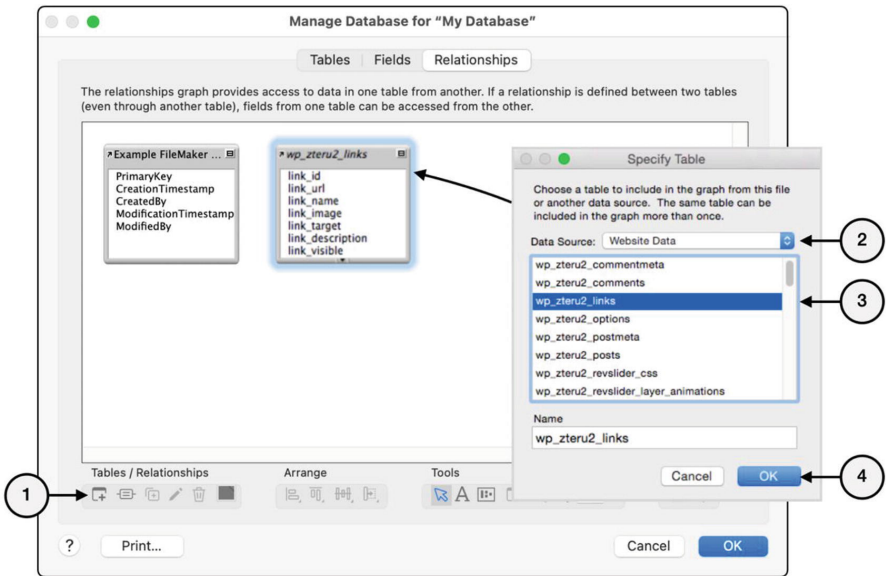 Manage Database for “My Database”
Tables Fields Relationships
The relationships graph provides access to data in one table from another. If a relationship is defined between two tables
(even through another table), fields from one table can be accessed from the other.
Example FileMaker ...
PrimaryKey
CreationTimestamp
CreatedBy
ModificationTimestamp
ModifiedBy
wp_zteru2_links
link_id
link_url
link_name
link_image
link_target
link_description
link_visible
Specify Table
Choose a table to include in the graph from this file
or another data source. The same table can be
included in the graph more than once.
Data Source: Website Data
2
wp_zteru2_commentmeta
wp_zteru2_comments
wp_zteru2_links
3
wp_zteru2_options
wp_zteru2_postmeta
wp_zteru2_posts
wp_zteru2_revslider_css
wp_zteru2_revslider_layer_animations
Name
wp_zteru2_links
Cancel OK
4
Tables / Relationships Arrange Tools
1
A
? Print... Cancel OK